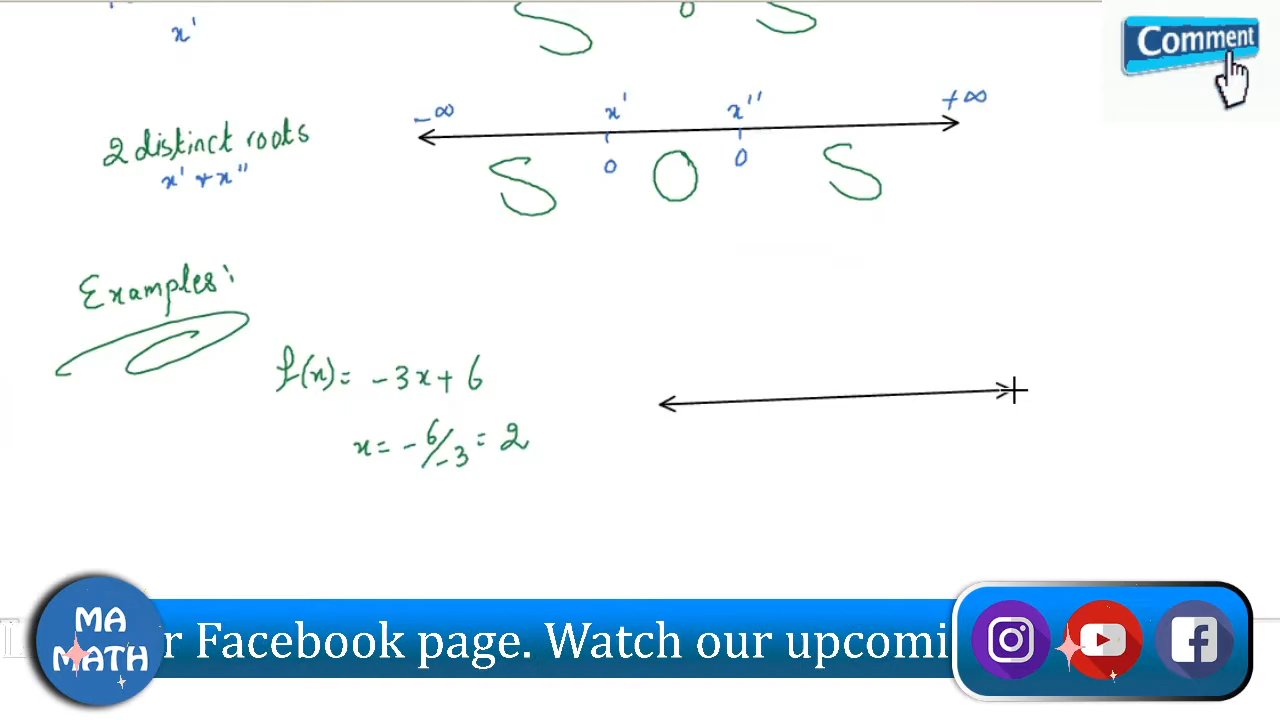 x'
S 0 S
Comment
-∞ x' x'' +∞
2 distinct roots
0 0
x' & x''
S O S
Examples:
f(x) = -3x + 6
x = -6/-3 = 2
MA
MATH
r Facebook page. Watch our upcomi